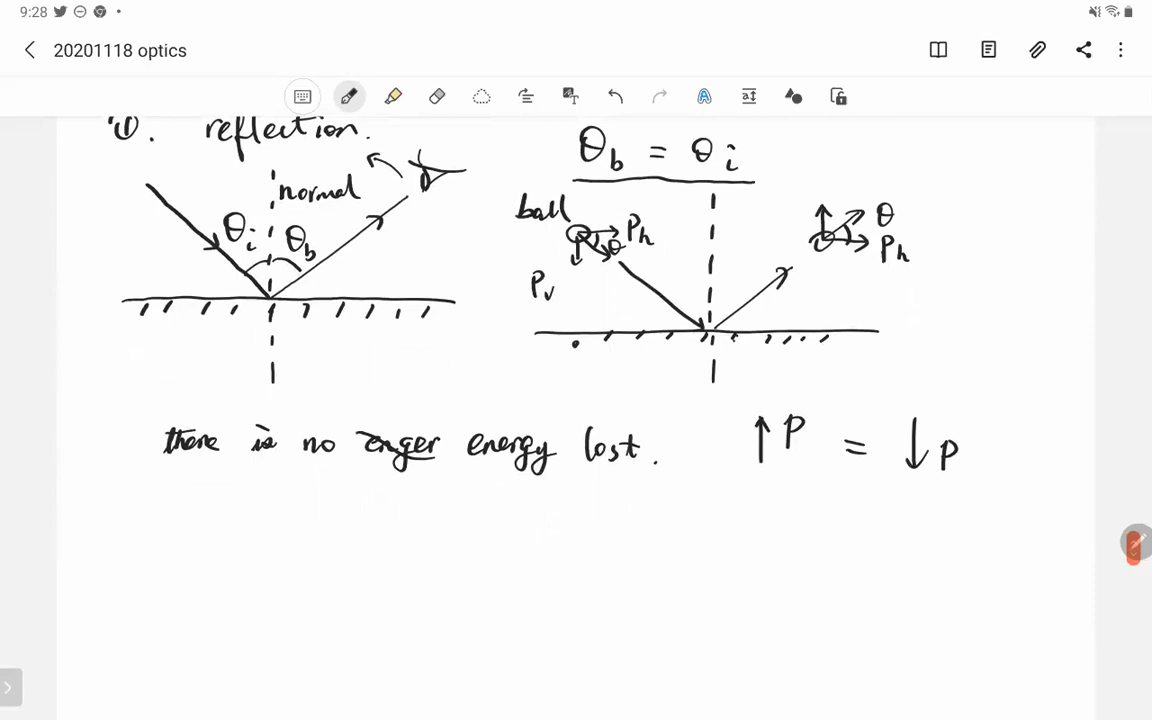 9:28
20201118 optics
①. reflection.
θb = θi
normal
θi θb
ball
Ph
θ
Pv
θ
Ph
there is no enger energy lost.
↑P = ↓P